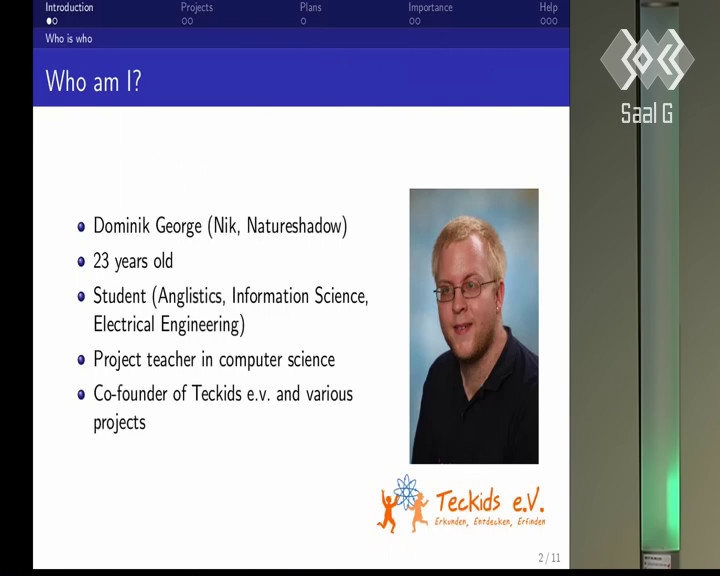 Introduction Projects Plans Importance Help
Who is who
Who am I?
Saal G
Dominik George (Nik, Natureshadow)
23 years old
Student (Anglistics, Information Science,
Electrical Engineering)
Project teacher in computer science
Co-founder of Teckids e.v. and various
projects
Teckids e.V.
Erkunden, Entdecken, Erfinden
2 / 11